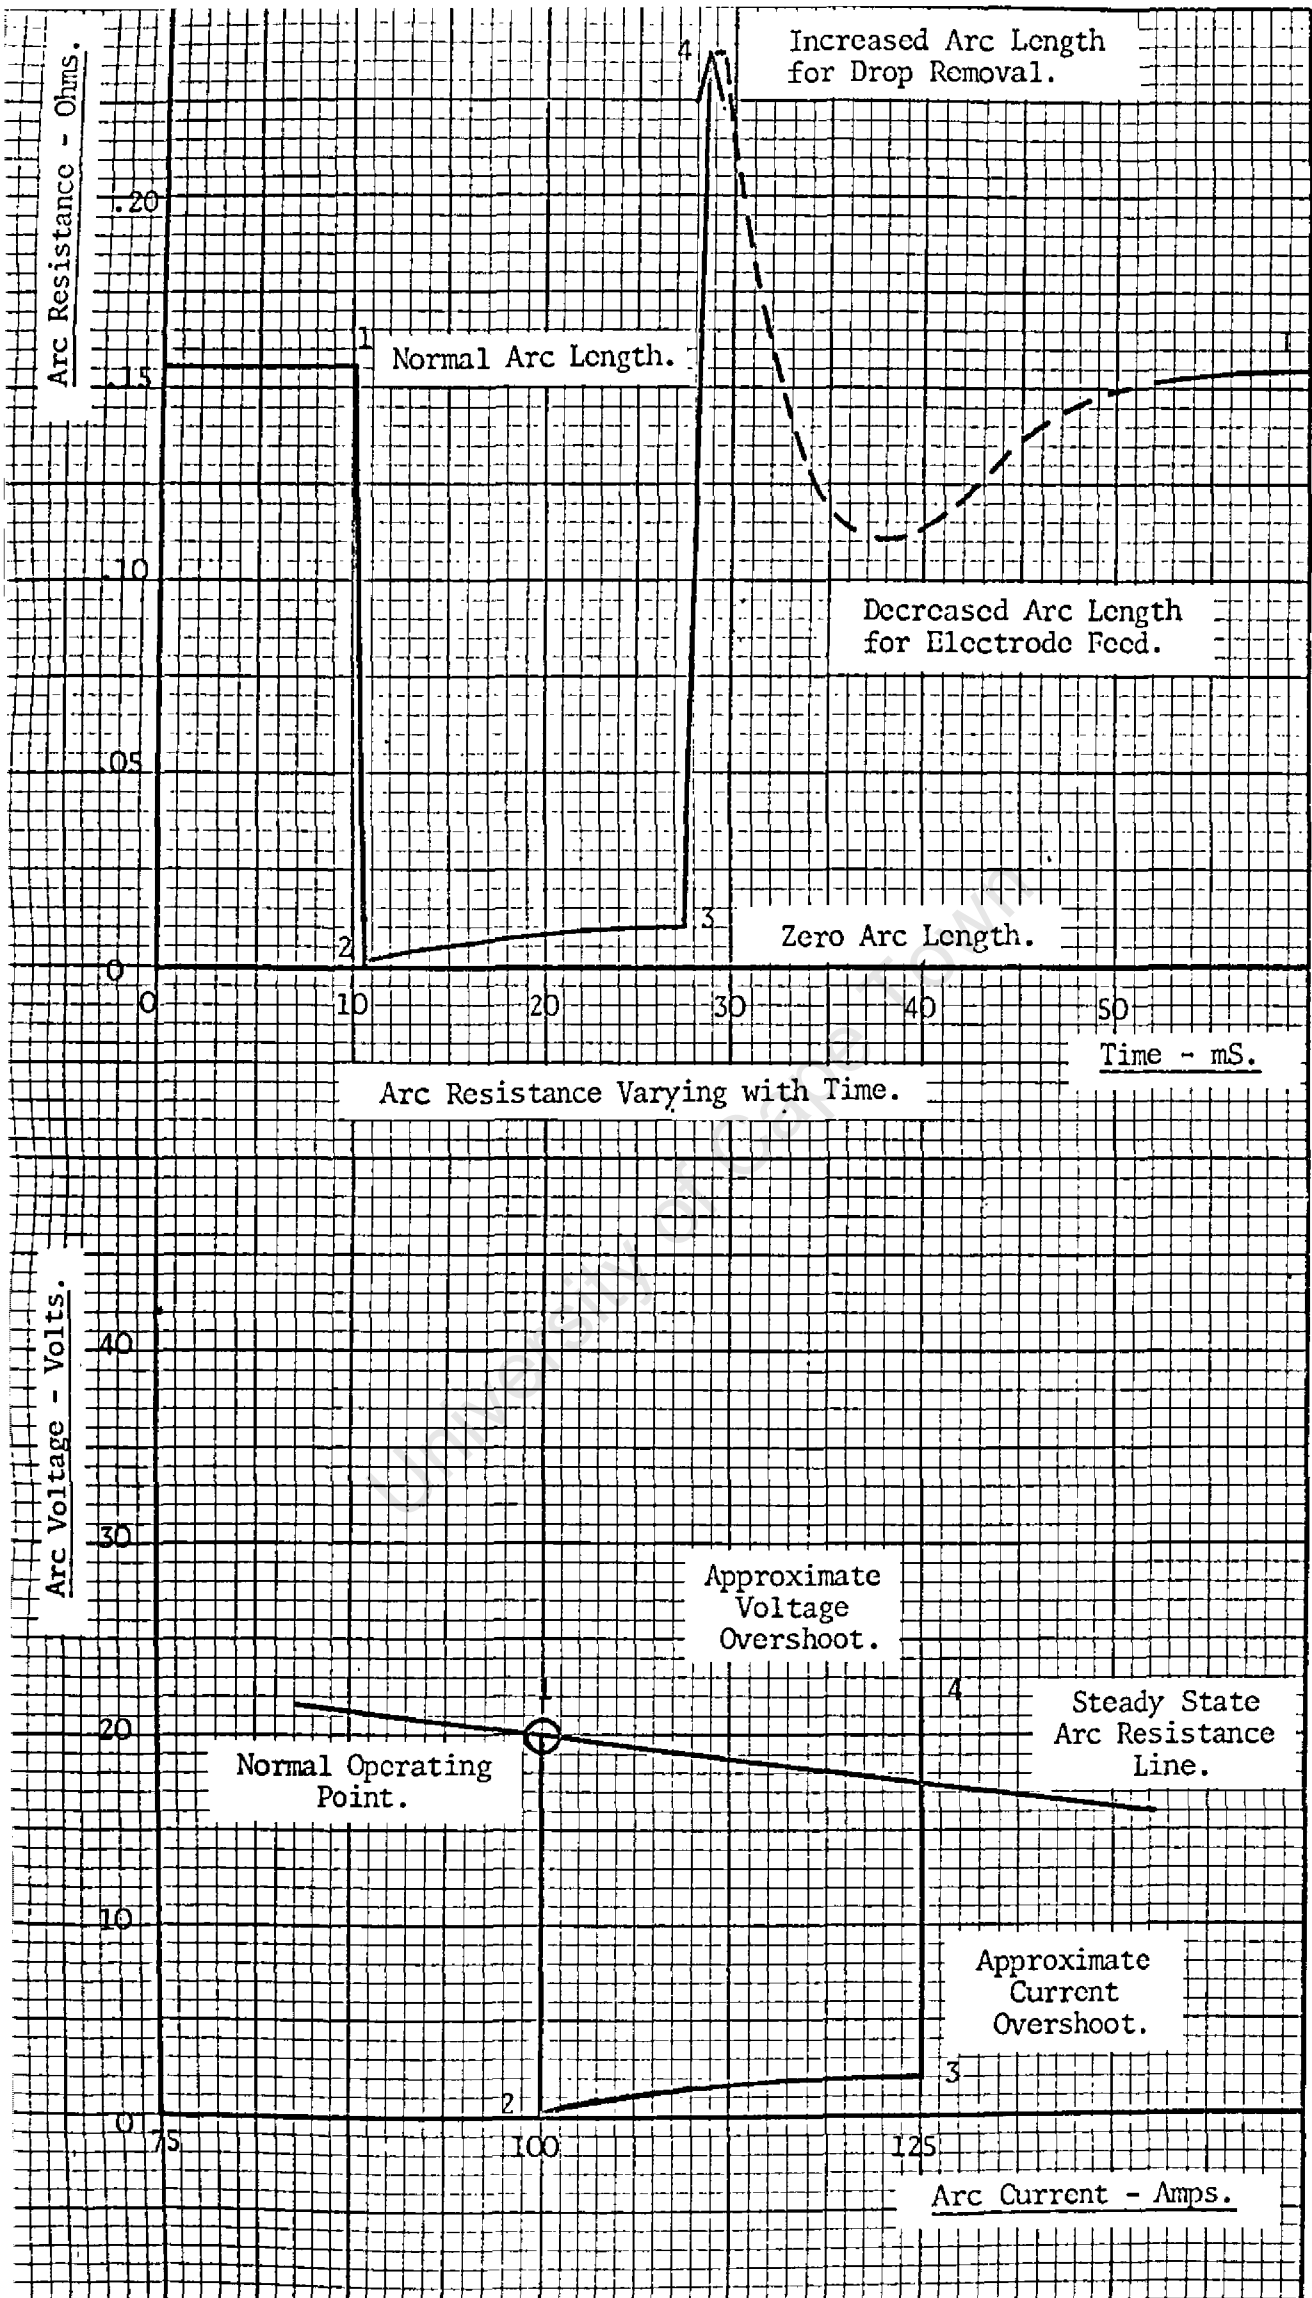 Arc Resistance - Ohms.
4
Increased Arc Length
for Drop Removal.
.20
1
Normal Arc Length.
1
.15
.10
Decreased Arc Length
for Electrode Feed.
.05
2
3
Zero Arc Length.
0
0 10 20 30 40 50
Time - mS.
Arc Resistance Varying with Time.
University of Cape Town
Arc Voltage - Volts.
40
30
Approximate
Voltage
Overshoot.
1
4
20
Steady State
Arc Resistance
Line.
Normal Operating
Point.
10
Approximate
Current
Overshoot.
2
3
0
75 100 125
Arc Current - Amps.